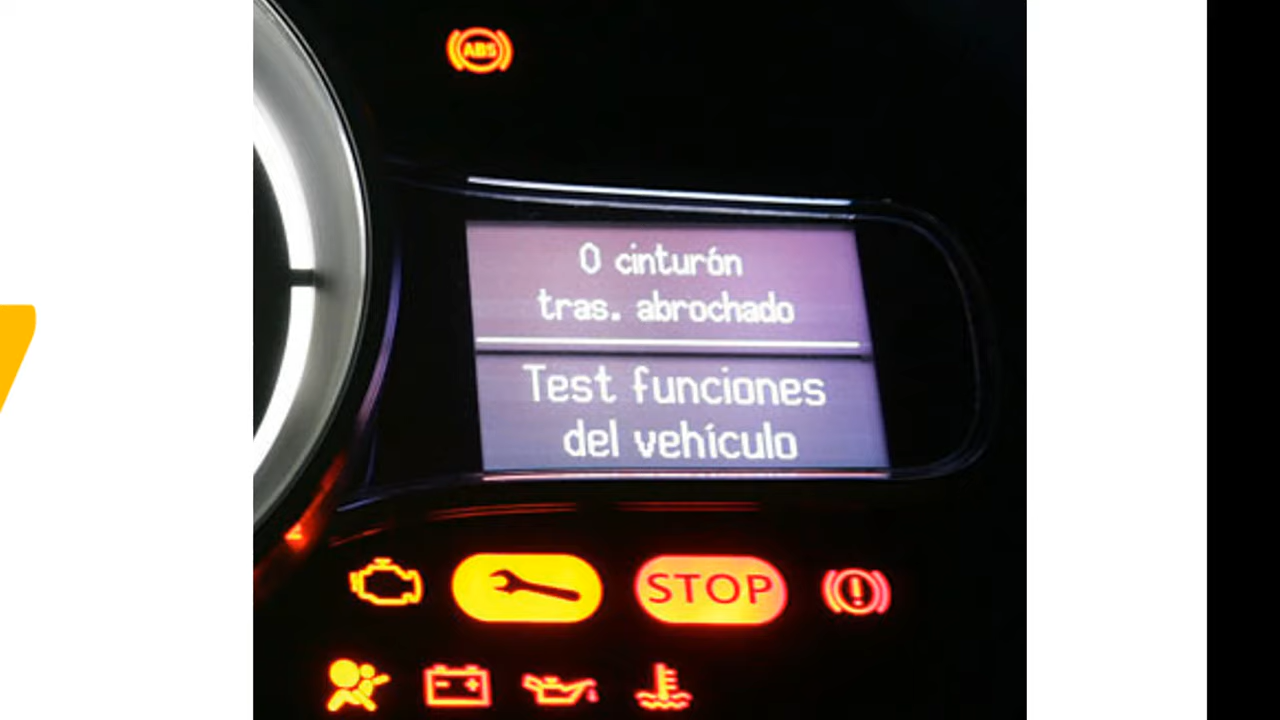 ABS
0 cinturón
tras. abrochado
Test funciones
del vehículo
STOP